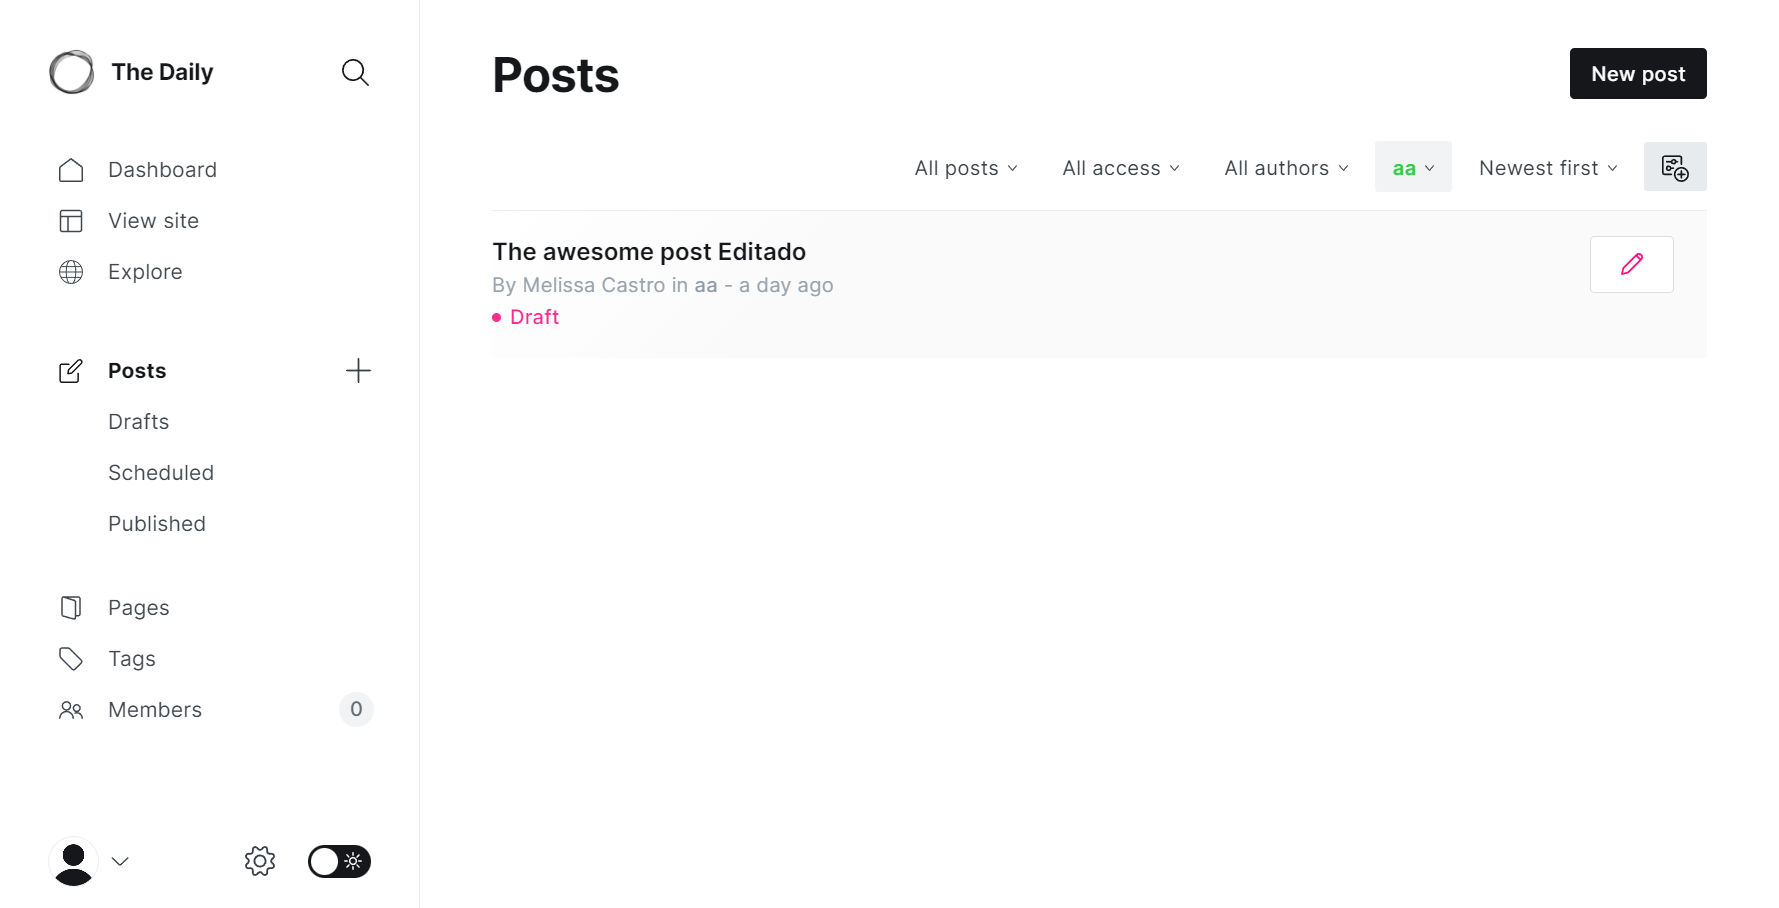 The Daily
Dashboard
View site
Explore
Posts
Drafts
Scheduled
Published
Pages
Tags
Members 0
Posts
New post
All posts All access All authors aa Newest first
The awesome post Editado
By Melissa Castro in aa - a day ago
Draft